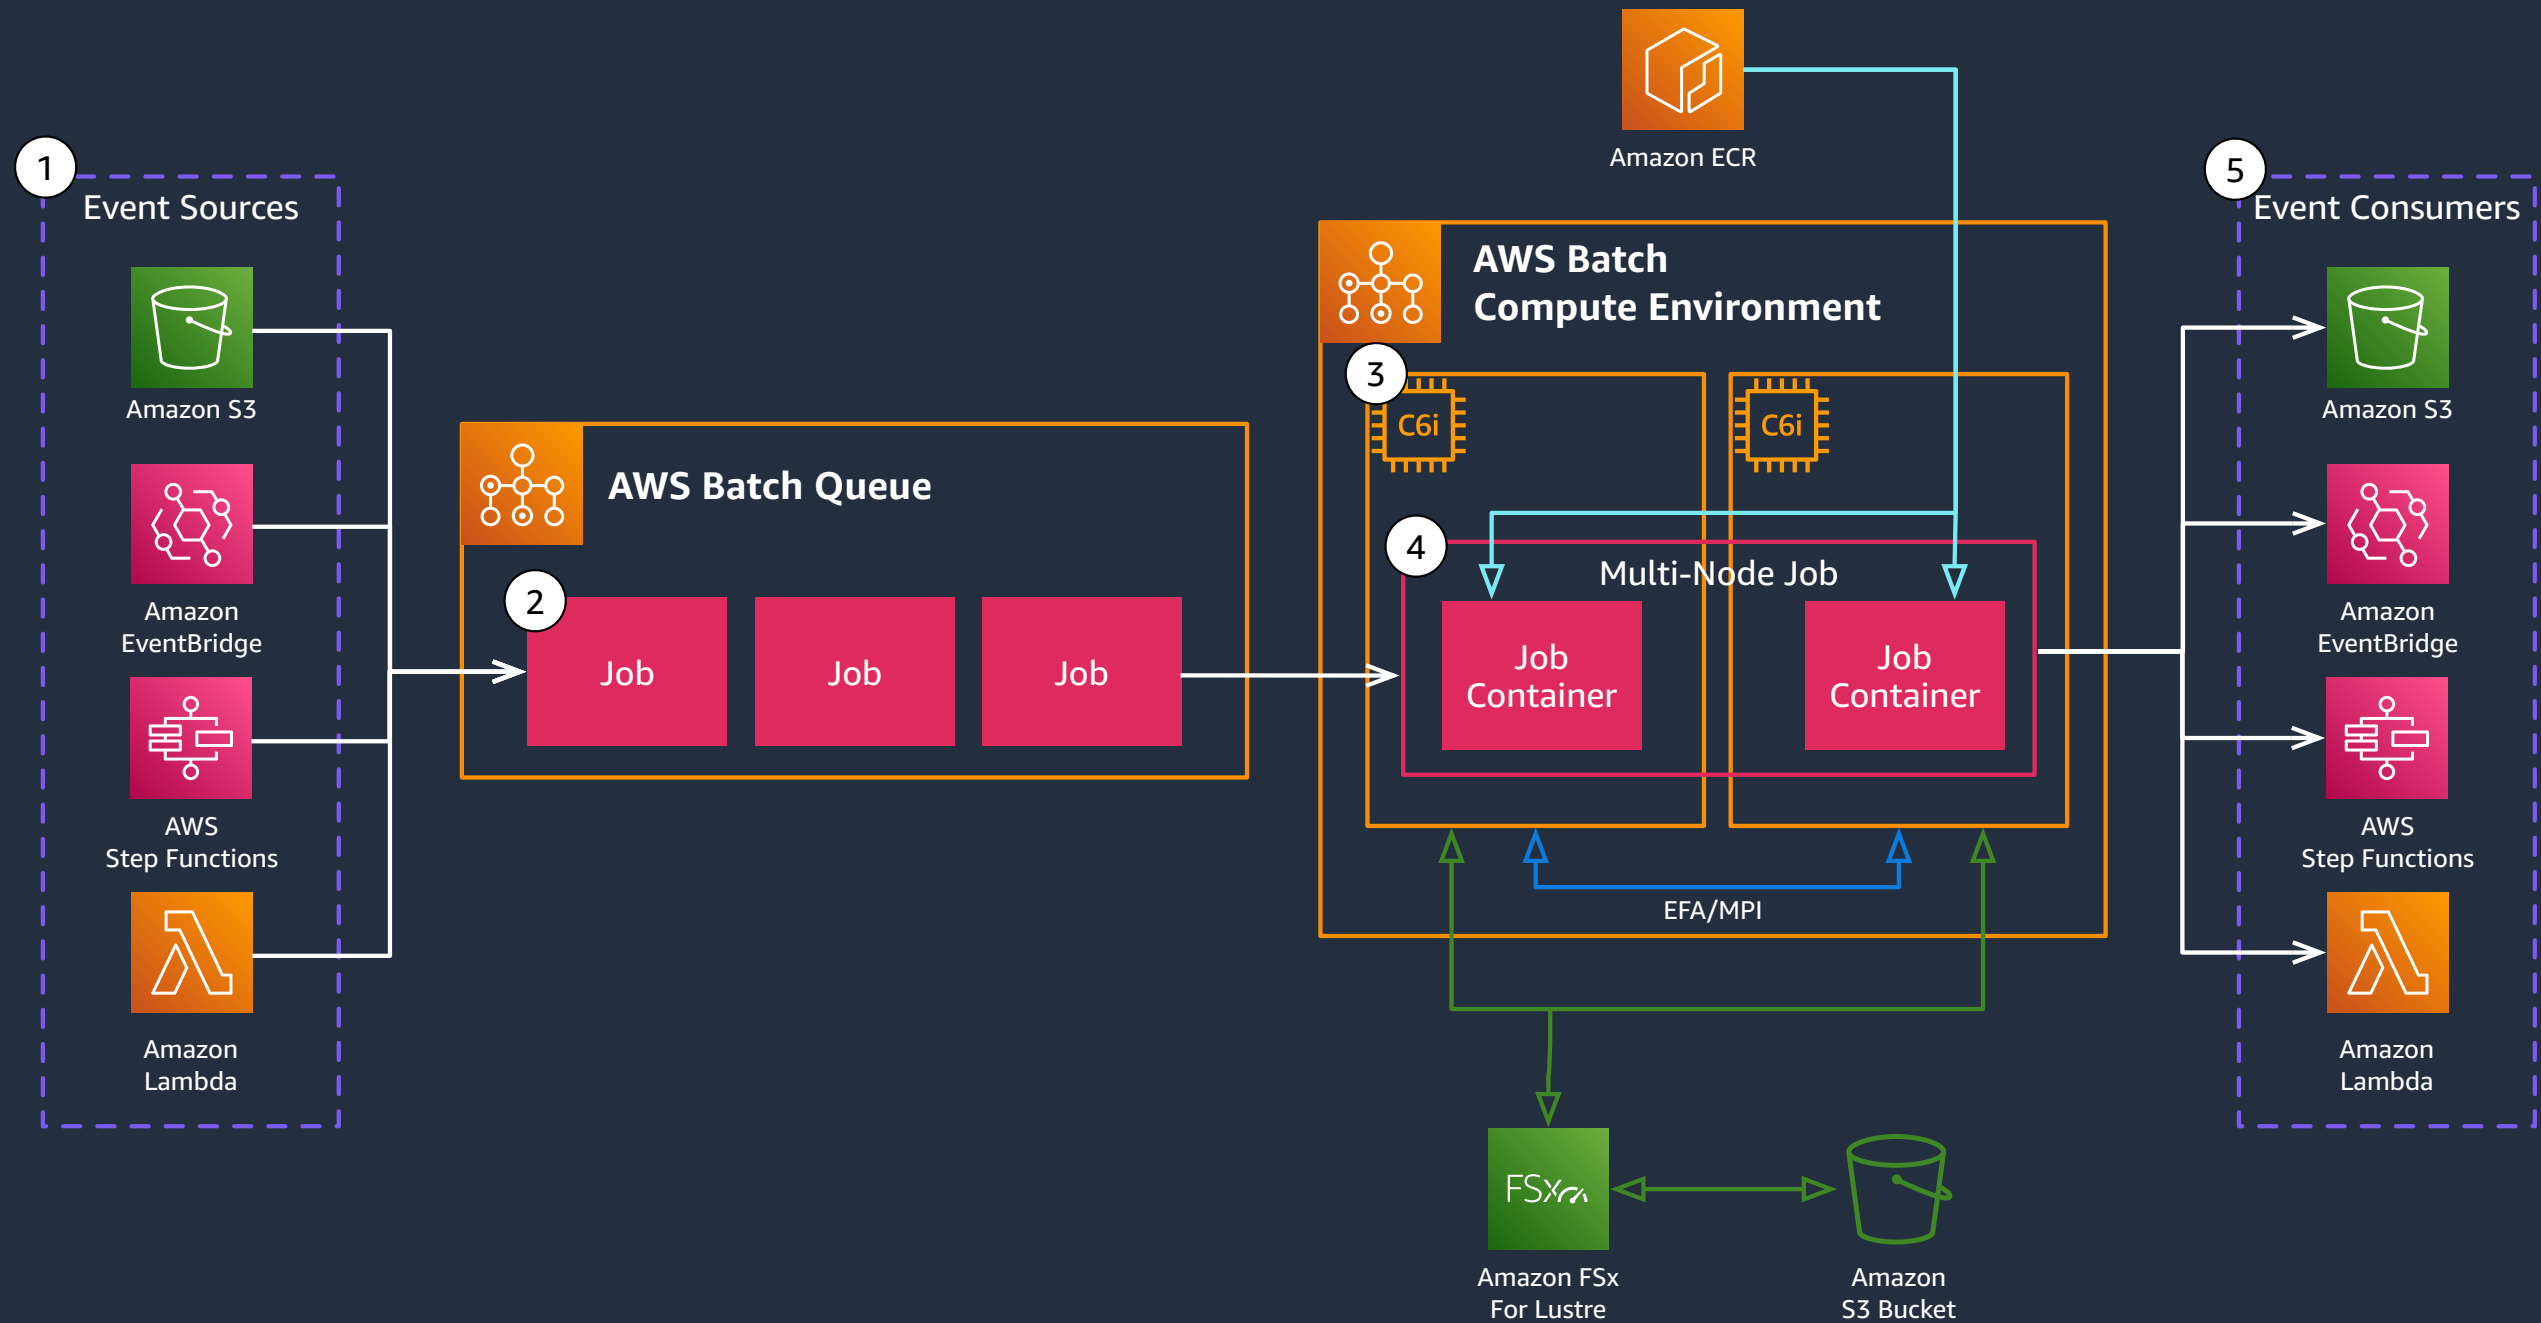 Amazon ECR
1
Event Sources
Amazon S3
Amazon
EventBridge
AWS
Step Functions
Amazon
Lambda
AWS Batch Queue
2
Job
Job
Job
AWS Batch
Compute Environment
3
C6i
C6i
4
Multi-Node Job
Job
Container
Job
Container
EFA/MPI
FSx
Amazon FSx
For Lustre
Amazon
S3 Bucket
5
Event Consumers
Amazon S3
Amazon
EventBridge
AWS
Step Functions
Amazon
Lambda